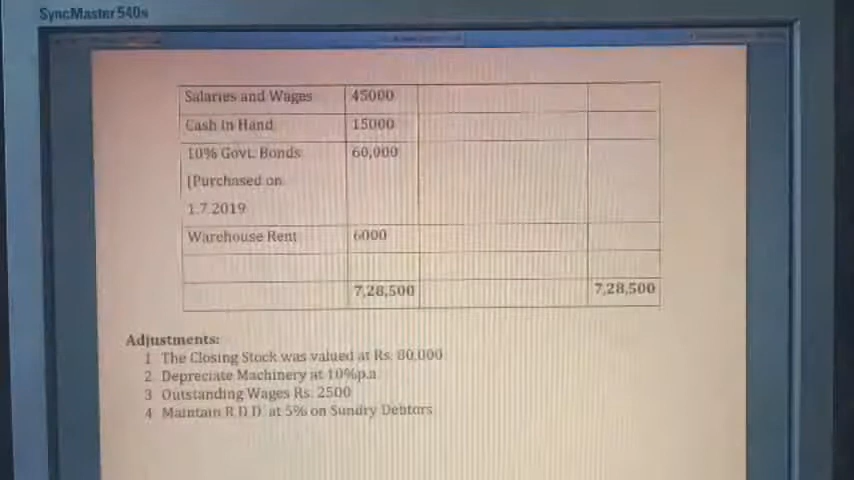 SyncMaster 540s
Salaries and Wages 45000
Cash in Hand 15000
10% Govt. Bonds 60,000
(Purchased on
1.7.2019
Warehouse Rent 6000
7,28,500 7,28,500
Adjustments:
1 The Closing Stock was valued at Rs. 80,000
2 Depreciate Machinery at 10%p.a.
3 Outstanding Wages Rs. 2500
4 Maintain R.D.D. at 5% on Sundry Debtors